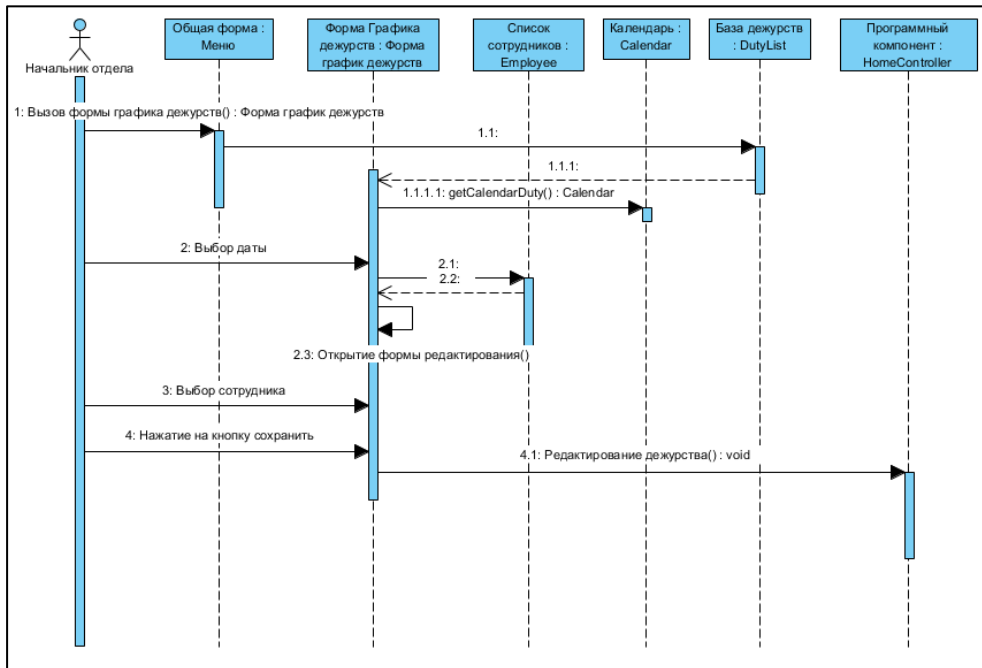 Общая форма :
Меню
Форма Графика
дежурств : Форма
график дежурств
Список
сотрудников :
Employee
Календарь :
Calendar
База дежурств
: DutyList
Программный
компонент :
HomeController
Начальник отдела
1: Вызов формы графика дежурств() : Форма график дежурств
1.1:
1.1.1:
1.1.1.1: getCalendarDuty() : Calendar
2: Выбор даты
2.1:
2.2:
2.3: Открытие формы редактирования()
3: Выбор сотрудника
4: Нажатие на кнопку сохранить
4.1: Редактирование дежурства() : void